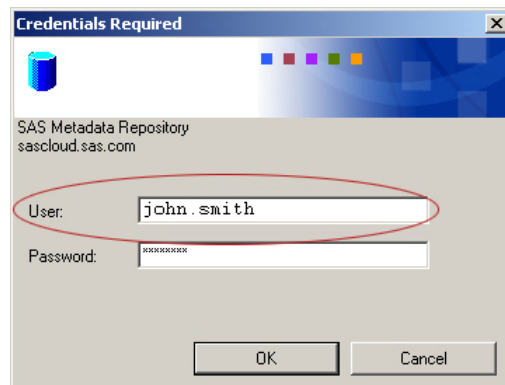 Credentials Required
SAS Metadata Repository
sascloud.sas.com
User: john.smith
Password: ********
OK Cancel